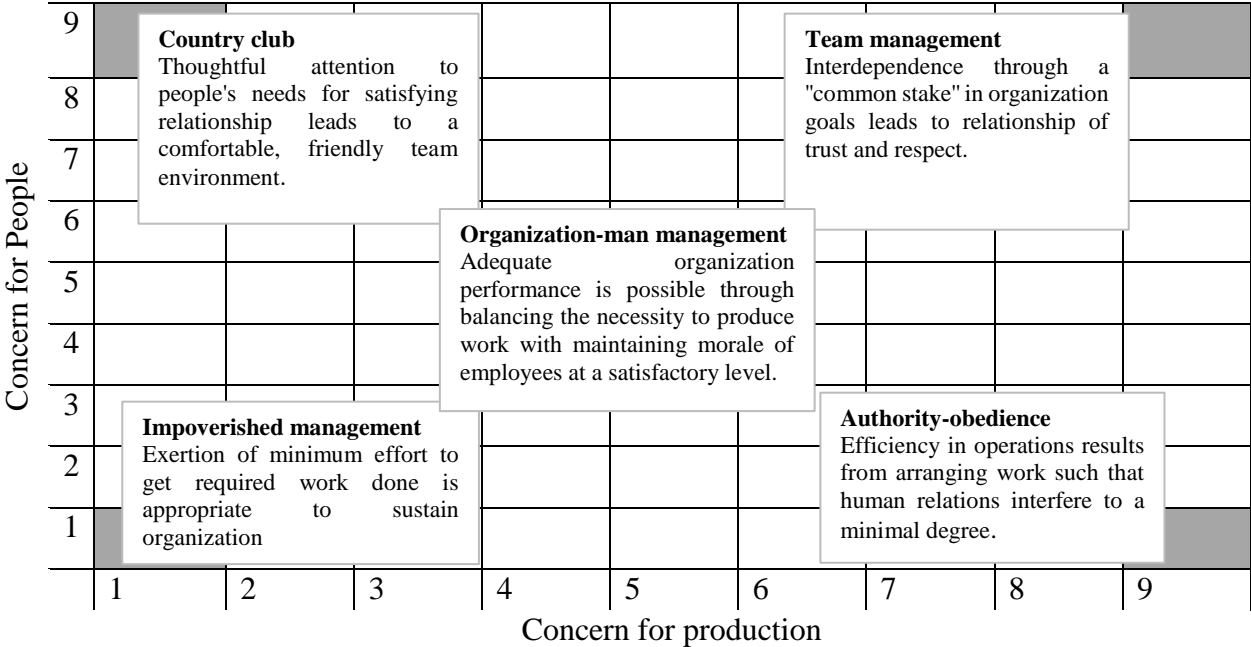 Concern for People
9
8
7
6
5
4
3
2
1
Country club
Thoughtful attention to
people's needs for satisfying
relationship leads to a
comfortable, friendly team
environment.
Team management
Interdependence through a
"common stake" in organization
goals leads to relationship of
trust and respect.
Organization-man management
Adequate organization
performance is possible through
balancing the necessity to produce
work with maintaining morale of
employees at a satisfactory level.
Impoverished management
Exertion of minimum effort to
get required work done is
appropriate to sustain
organization
Authority-obedience
Efficiency in operations results
from arranging work such that
human relations interfere to a
minimal degree.
1 2 3 4 5 6 7 8 9
Concern for production